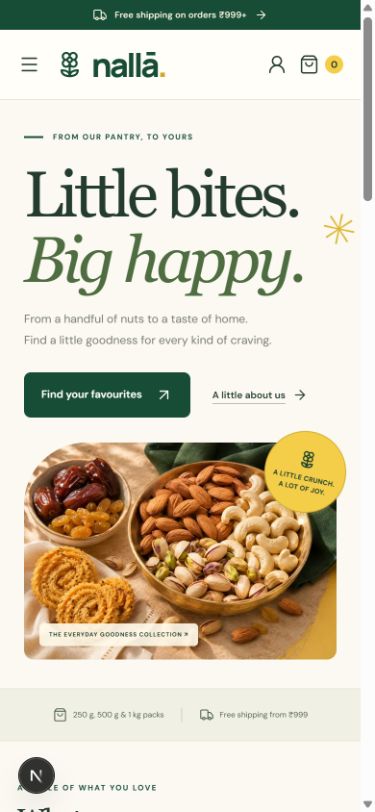 Free shipping on orders ₹999+ →
nallā.
0
FROM OUR PANTRY, TO YOURS
Little bites.
Big happy.
From a handful of nuts to a taste of home.
Find a little goodness for every kind of craving.
Find your favourites ↗
A little about us →
A LITTLE CRUNCH.
A LOT OF JOY.
THE EVERYDAY GOODNESS COLLECTION ↗
250 g, 500 g & 1 kg packs
Free shipping from ₹999
N
OF WHAT YOU LOVE